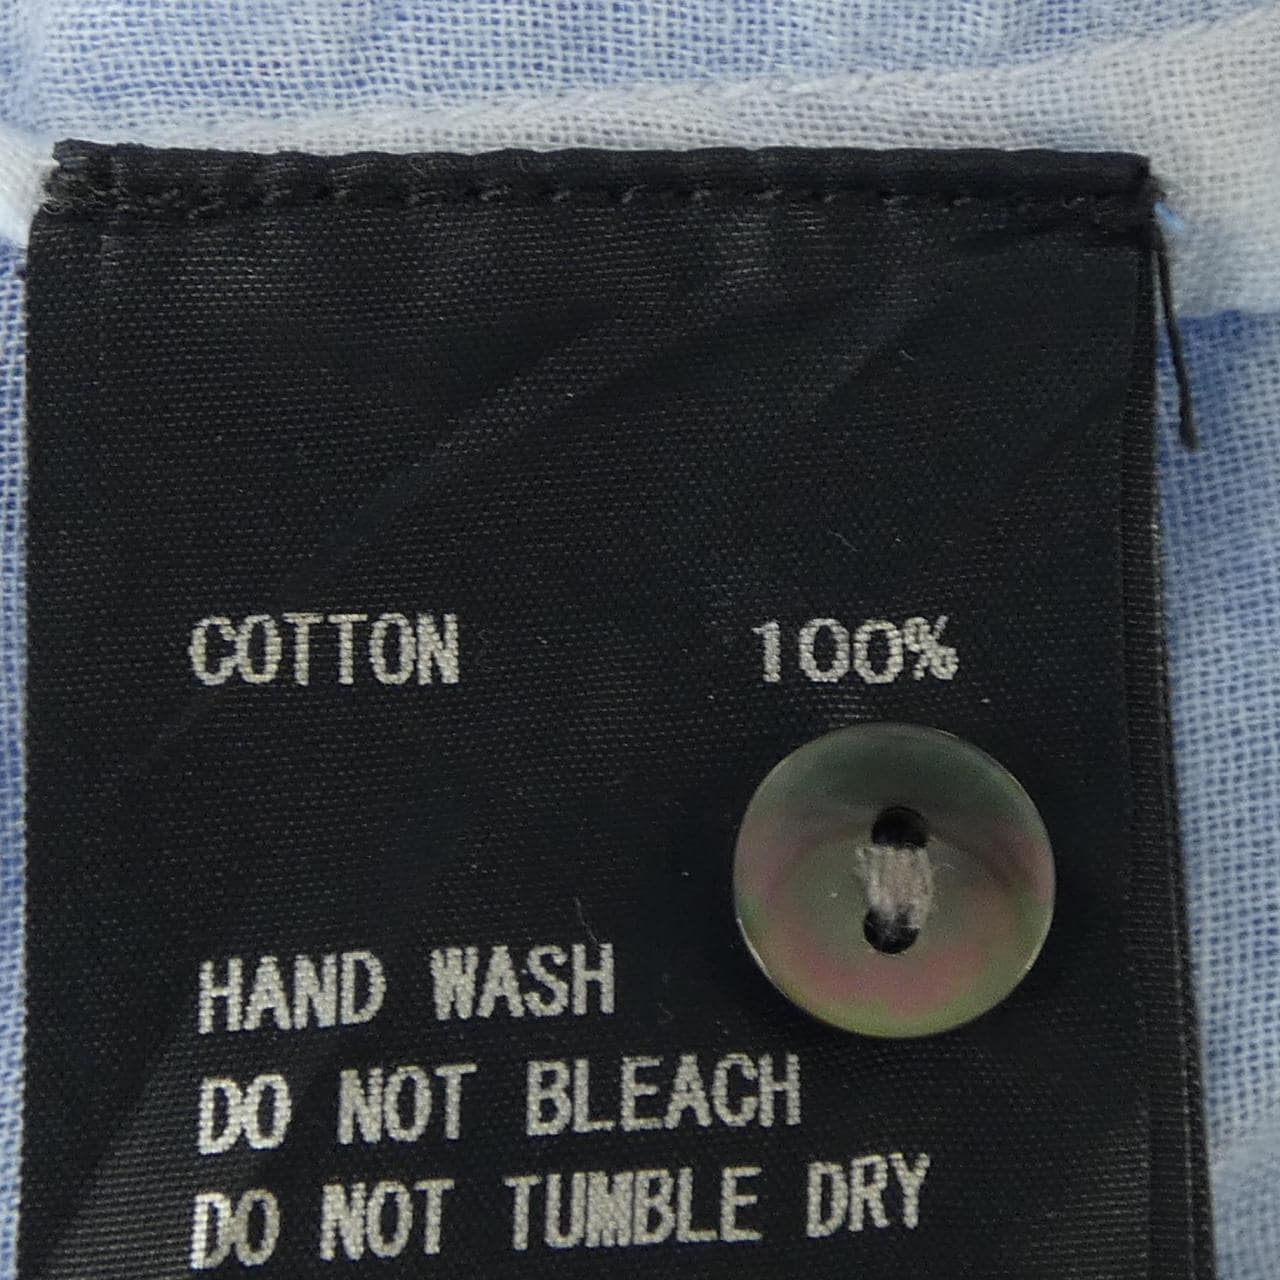 COTTON 100%
HAND WASH
DO NOT BLEACH
DO NOT TUMBLE DRY